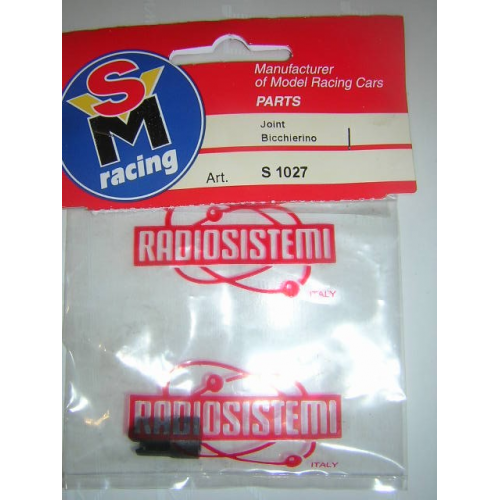 SM
racing
Manufacturer
of Model Racing Cars
PARTS
Joint
Bicchierino
Art. S 1027
RADIOSISTEMI
ITALY
RADIOSISTEMI
ITALY